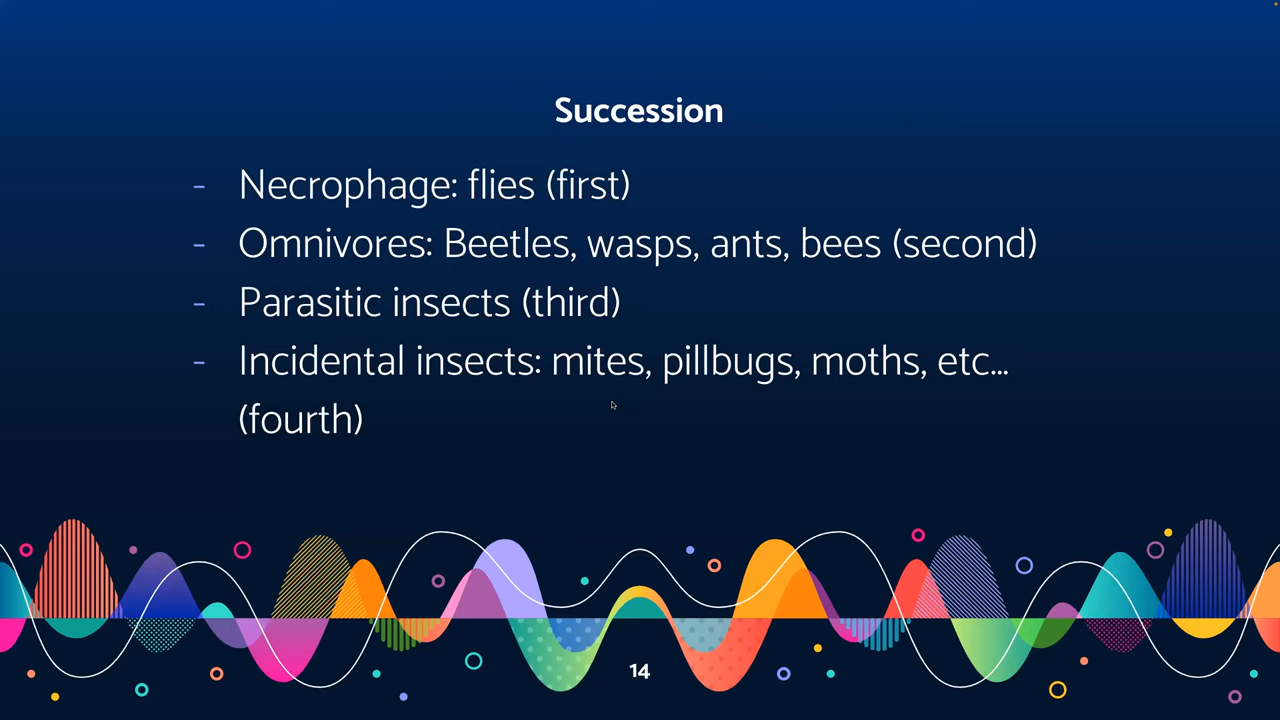 Succession
- Necrophage: flies (first)
- Omnivores: Beetles, wasps, ants, bees (second)
- Parasitic insects (third)
- Incidental insects: mites, pillbugs, moths, etc...
(fourth)
14